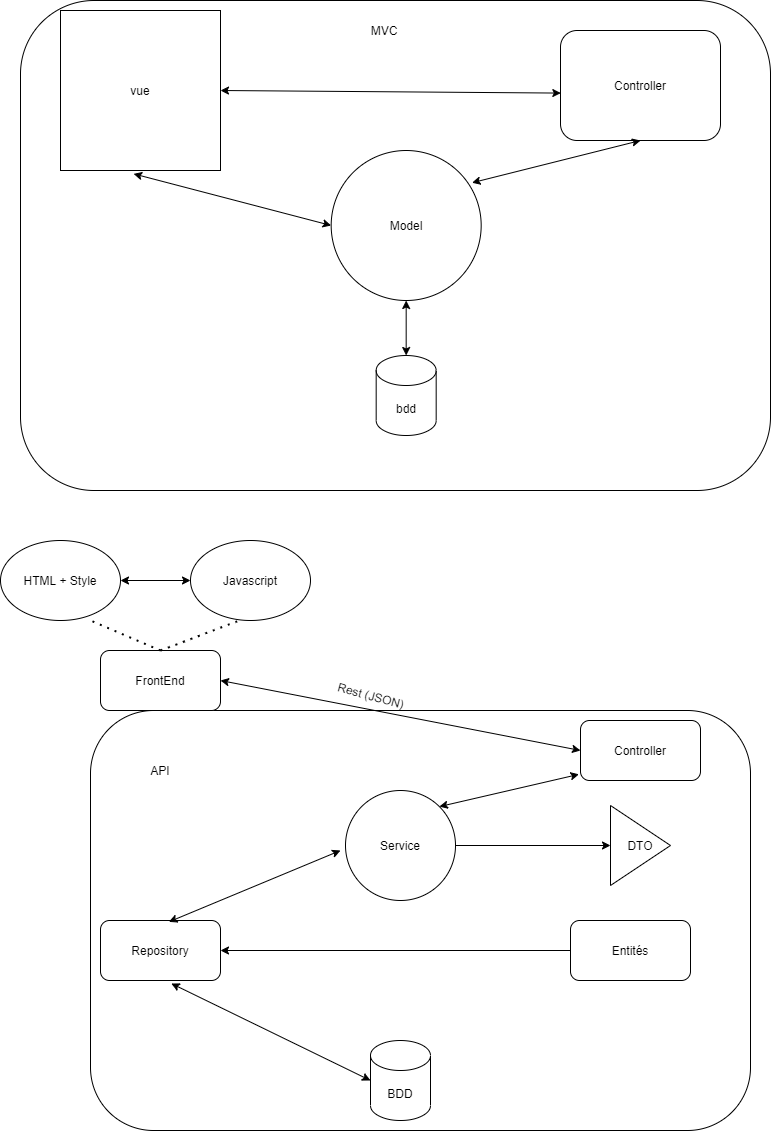 MVC
vue
Controller
Model
bdd
HTML + Style
Javascript
FrontEnd
Rest (JSON)
Controller
API
Service
DTO
Repository
Entités
BDD